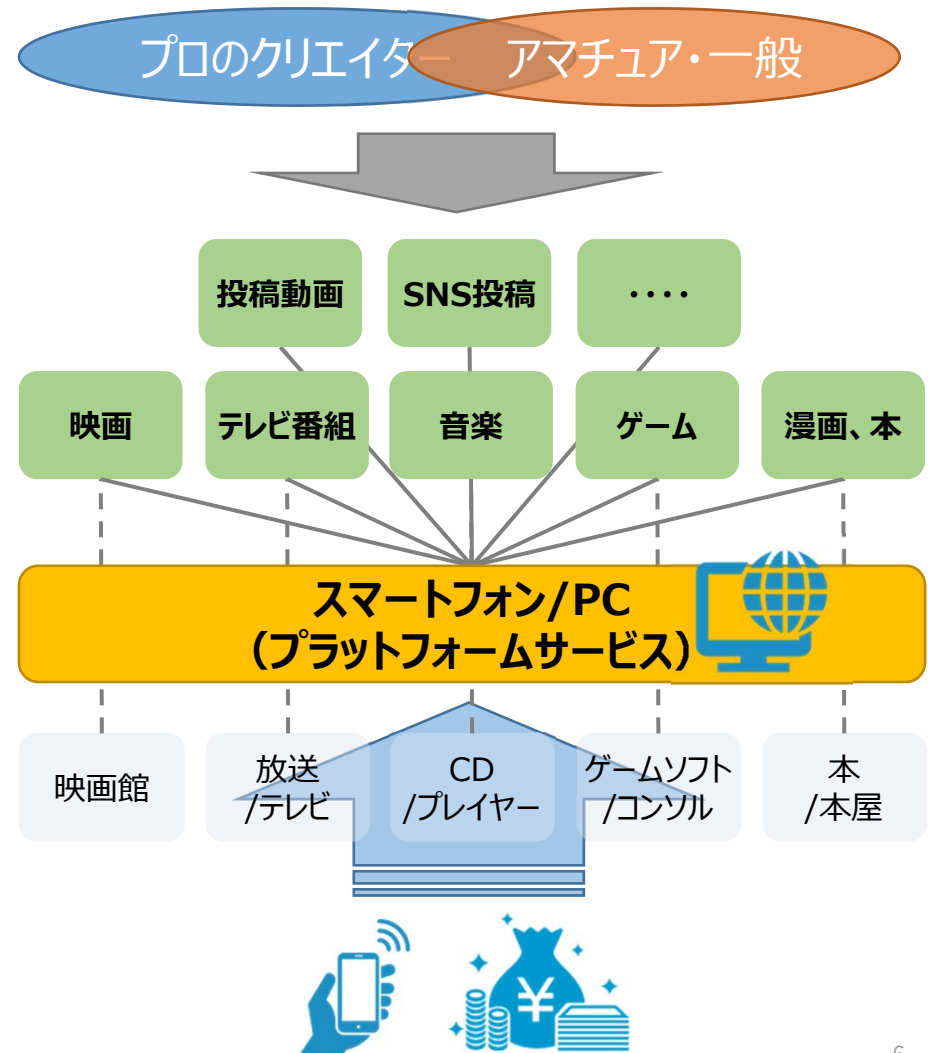 プロのクリエイター アマチュア・一般
投稿動画 SNS投稿 ・・・・
映画 テレビ番組 音楽 ゲーム 漫画、本
スマートフォン/PC
(プラットフォームサービス)
映画館
放送
/テレビ
CD
/プレイヤー
ゲームソフト
/コンソル
本
/本屋
¥
6